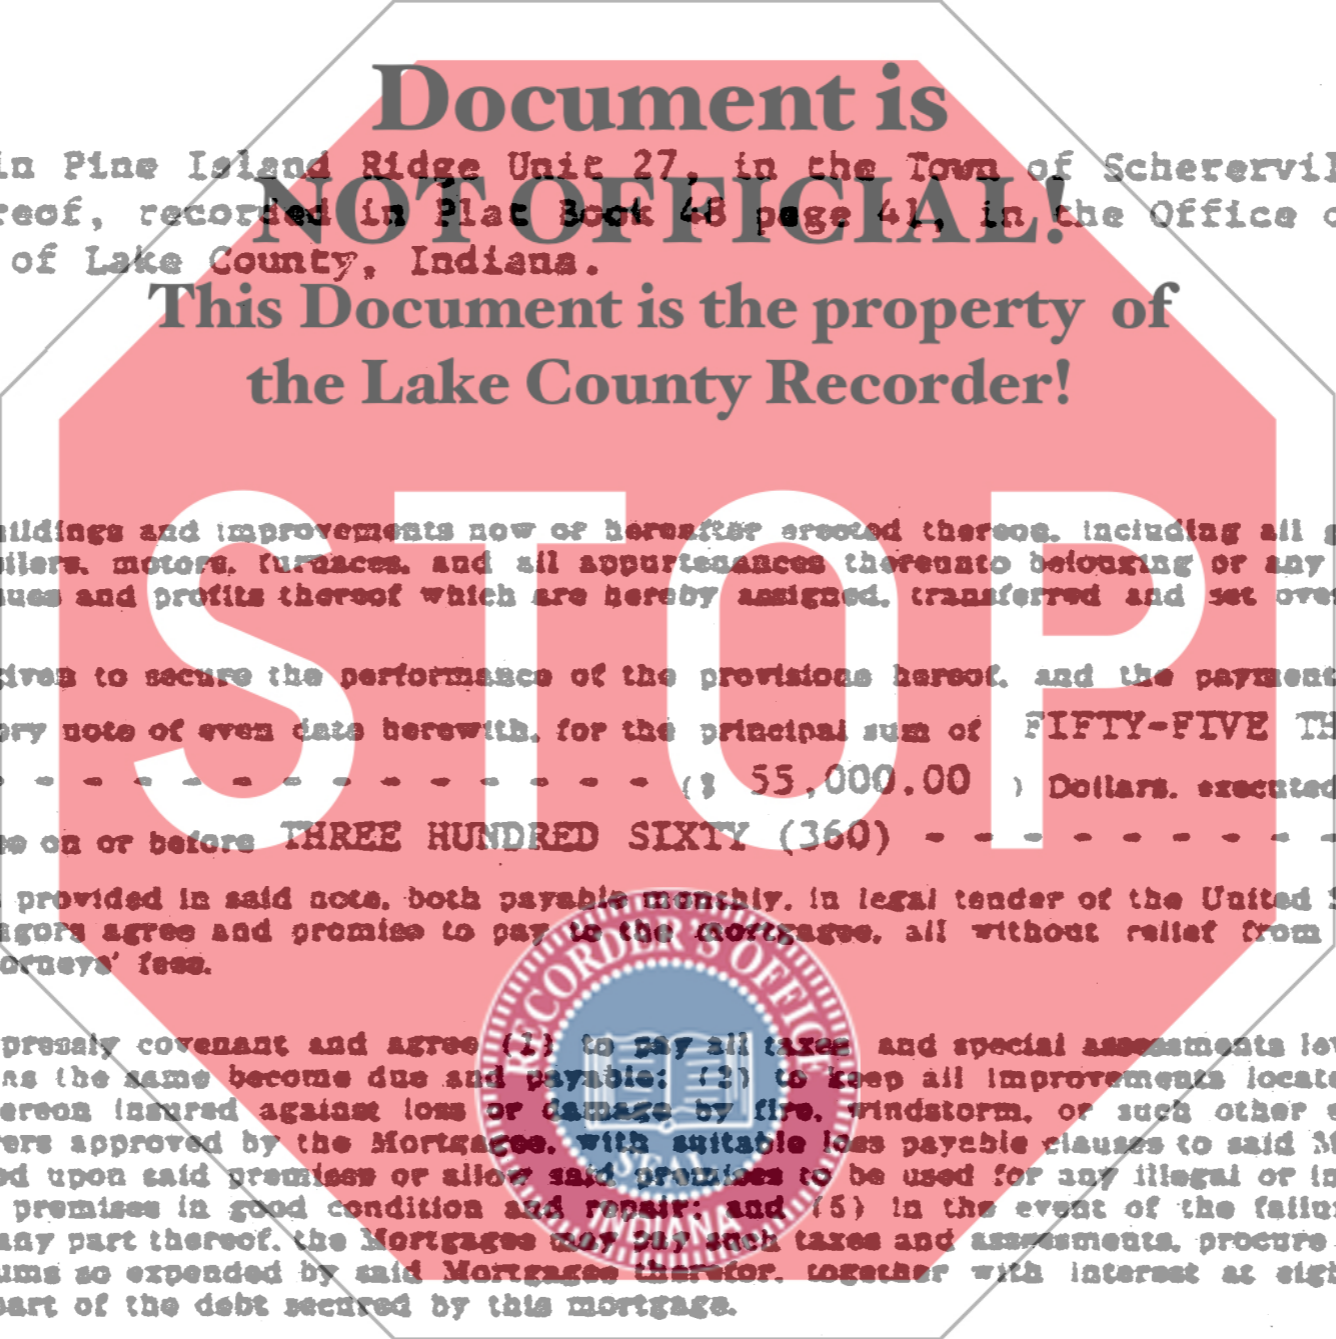 Document is
in Pine Island Ridge Unit 27, in the Town of Scherervil
NOT OFFICIAL!
reof, recorded in Plat Book 48 page 41, in the Office o
of Lake County, Indiana.
This Document is the property of
the Lake County Recorder!
STOP
ildings and improvements now or hereafter erected thereon, including all
ilers, motors, furnaces, and all appurtenances thereunto belonging or any
ues and profits thereof which are hereby assigned, transferred and set over
iven to secure the performance of the provisions hereof, and the payment
ory note of even date herewith, for the principal sum of FIFTY-FIVE TH
- - - - - - - - - - - - - - - ($ 55,000.00 ) Dollars, executed
on or before THREE HUNDRED SIXTY (360) - - - - - - - - -
provided in said note, both payable monthly, in legal tender of the United
agors agree and promise to pay to the mortgagee, all without relief from
orneys' fees.
pressly covenant and agree (1) to pay all taxes and special assessments lev
as the same become due and payable; (2) to keep all improvements locate
ereon insured against loss or damage by fire, windstorm, or such other
ers approved by the Mortgagee, with suitable loss payable clauses to said M
ed upon said premises or allow said premises to be used for any illegal or im
premises in good condition and repair; and (5) in the event of the failur
any part thereof, the Mortgagee may pay such taxes and assessments, procure
ums so expended by said Mortgagee therefor, together with interest at eigh
part of the debt secured by this mortgage.
RECORDER'S OFFICE
SEAL
INDIANA